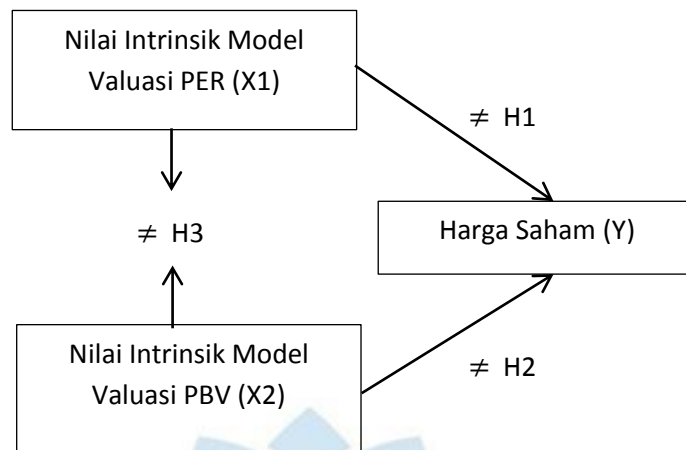 Nilai Intrinsik Model
Valuasi PER (X1)
≠ H1
≠ H3
Harga Saham (Y)
Nilai Intrinsik Model
Valuasi PBV (X2)
≠ H2